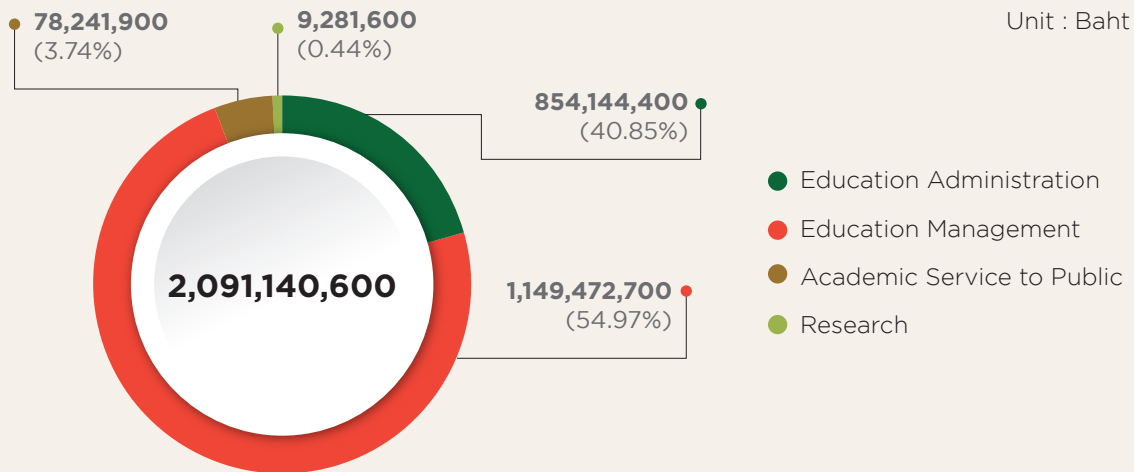 78,241,900
(3.74%)
9,281,600
(0.44%)
Unit : Baht
854,144,400
(40.85%)
2,091,140,600
1,149,472,700
(54.97%)
Education Administration
Education Management
Academic Service to Public
Research